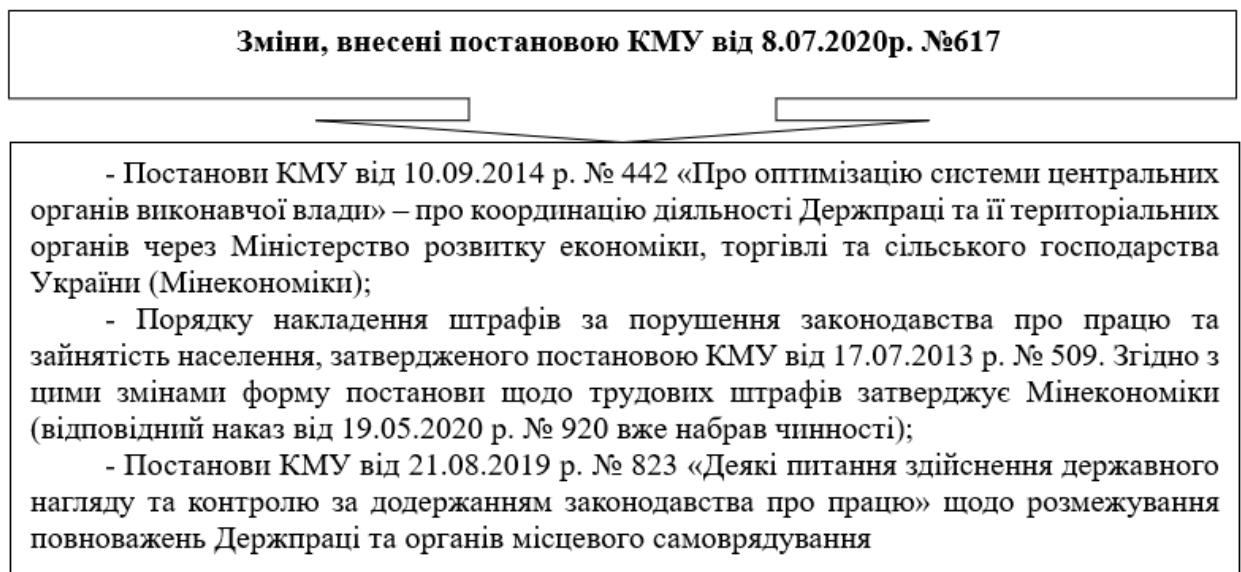 Зміни, внесені постановою КМУ від 8.07.2020р. №617
- Постанови КМУ від 10.09.2014 р. № 442 «Про оптимізацію системи центральних
органів виконавчої влади» – про координацію діяльності Держпраці та її територіальних
органів через Міністерство розвитку економіки, торгівлі та сільського господарства
України (Мінекономіки);
- Порядку накладення штрафів за порушення законодавства про працю та
зайнятість населення, затвердженого постановою КМУ від 17.07.2013 р. № 509. Згідно з
цими змінами форму постанови щодо трудових штрафів затверджує Мінекономіки
(відповідний наказ від 19.05.2020 р. № 920 вже набрав чинності);
- Постанови КМУ від 21.08.2019 р. № 823 «Деякі питання здійснення державного
нагляду та контролю за додержанням законодавства про працю» щодо розмежування
повноважень Держпраці та органів місцевого самоврядування